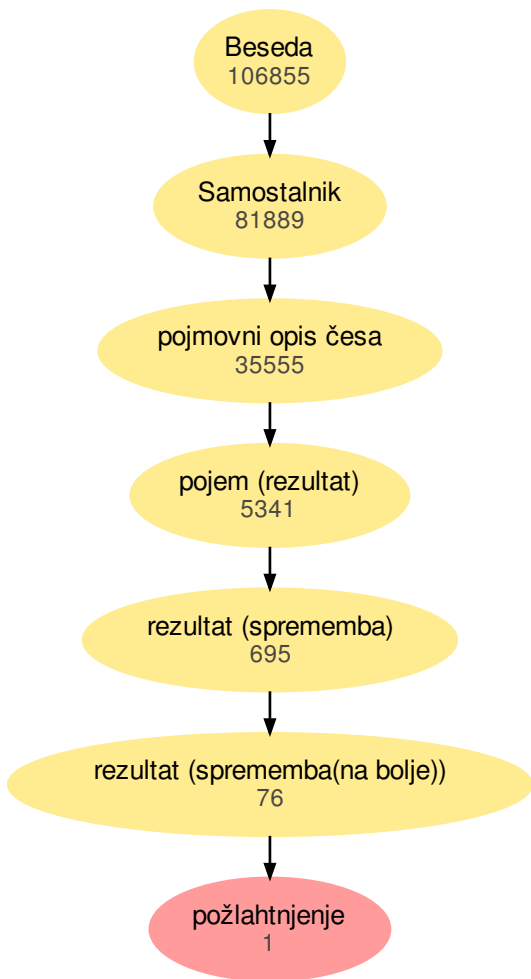 Beseda
106855
Samostalnik
81889
pojmovni opis česa
35555
pojem (rezultat)
5341
rezultat (sprememba)
695
rezultat (sprememba(na bolje))
76
požlahtnjenje
1